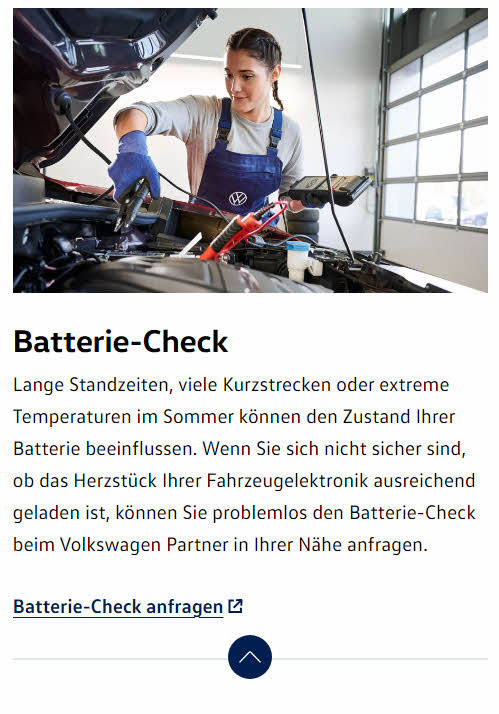 Batterie-Check
Lange Standzeiten, viele Kurzstrecken oder extreme
Temperaturen im Sommer können den Zustand Ihrer
Batterie beeinflussen. Wenn Sie sich nicht sicher sind,
ob das Herzstück Ihrer Fahrzeugelektronik ausreichend
geladen ist, können Sie problemlos den Batterie-Check
beim Volkswagen Partner in Ihrer Nähe anfragen.
Batterie-Check anfragen